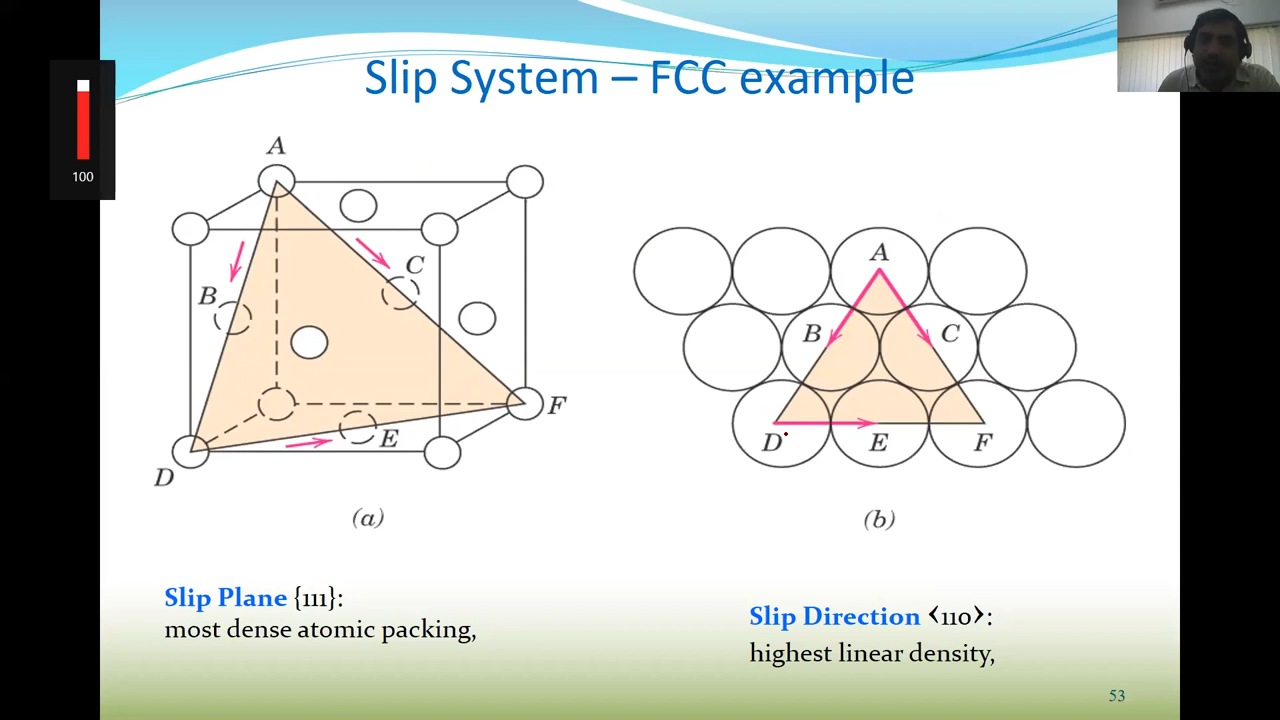 Slip System – FCC example
100
A
B
C
D
E
F
(a)
A
B
C
D
E
F
(b)
Slip Plane {111}:
most dense atomic packing,
Slip Direction <110>:
highest linear density,
53